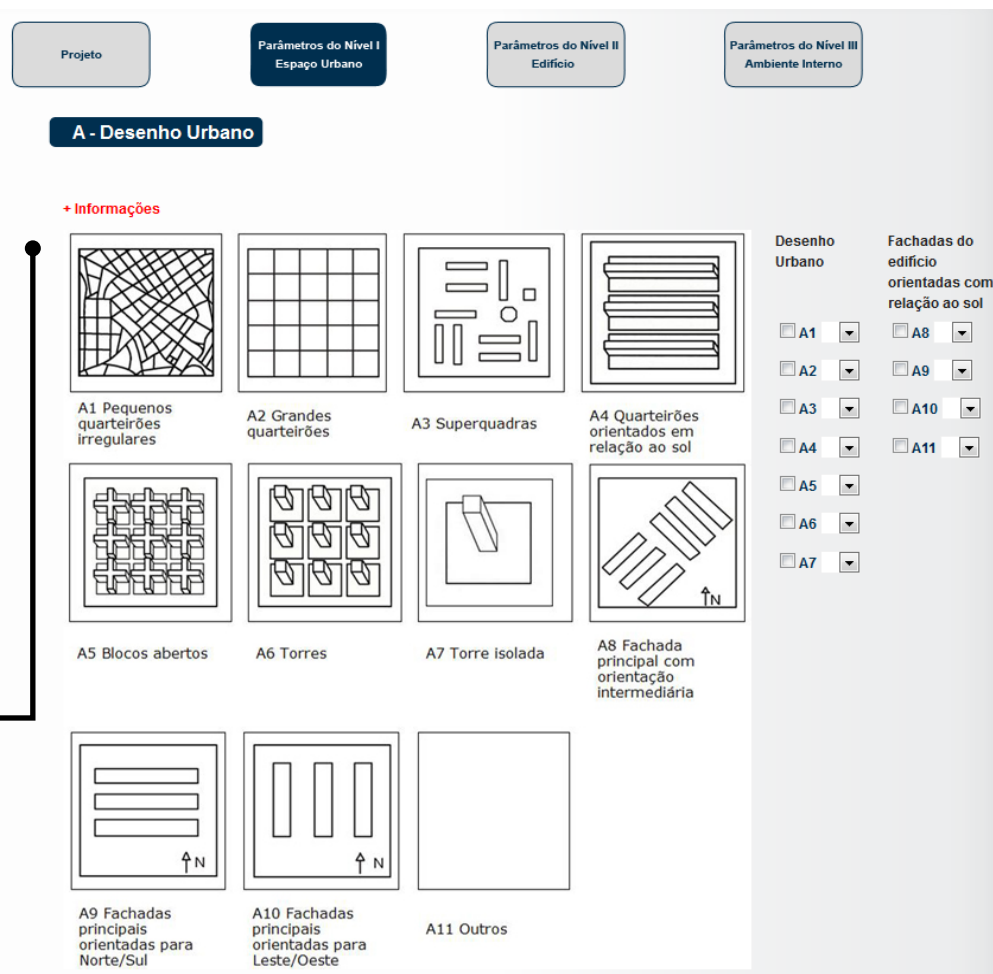 Projeto
Parâmetros do Nível I
Espaço Urbano
Parâmetros do Nível II
Edifício
Parâmetros do Nível III
Ambiente Interno
A - Desenho Urbano
+ Informações
A1 Pequenos
quarteirões
irregulares
A2 Grandes
quarteirões
A3 Superquadras
A4 Quarteirões
orientados em
relação ao sol
A5 Blocos abertos
A6 Torres
A7 Torre isolada
N
A8 Fachada
principal com
orientação
intermediária
N
A9 Fachadas
principais
orientadas para
Norte/Sul
N
A10 Fachadas
principais
orientadas para
Leste/Oeste
A11 Outros
Desenho
Urbano
A1
A2
A3
A4
A5
A6
A7
Fachadas do
edifício
orientadas com
relação ao sol
A8
A9
A10
A11